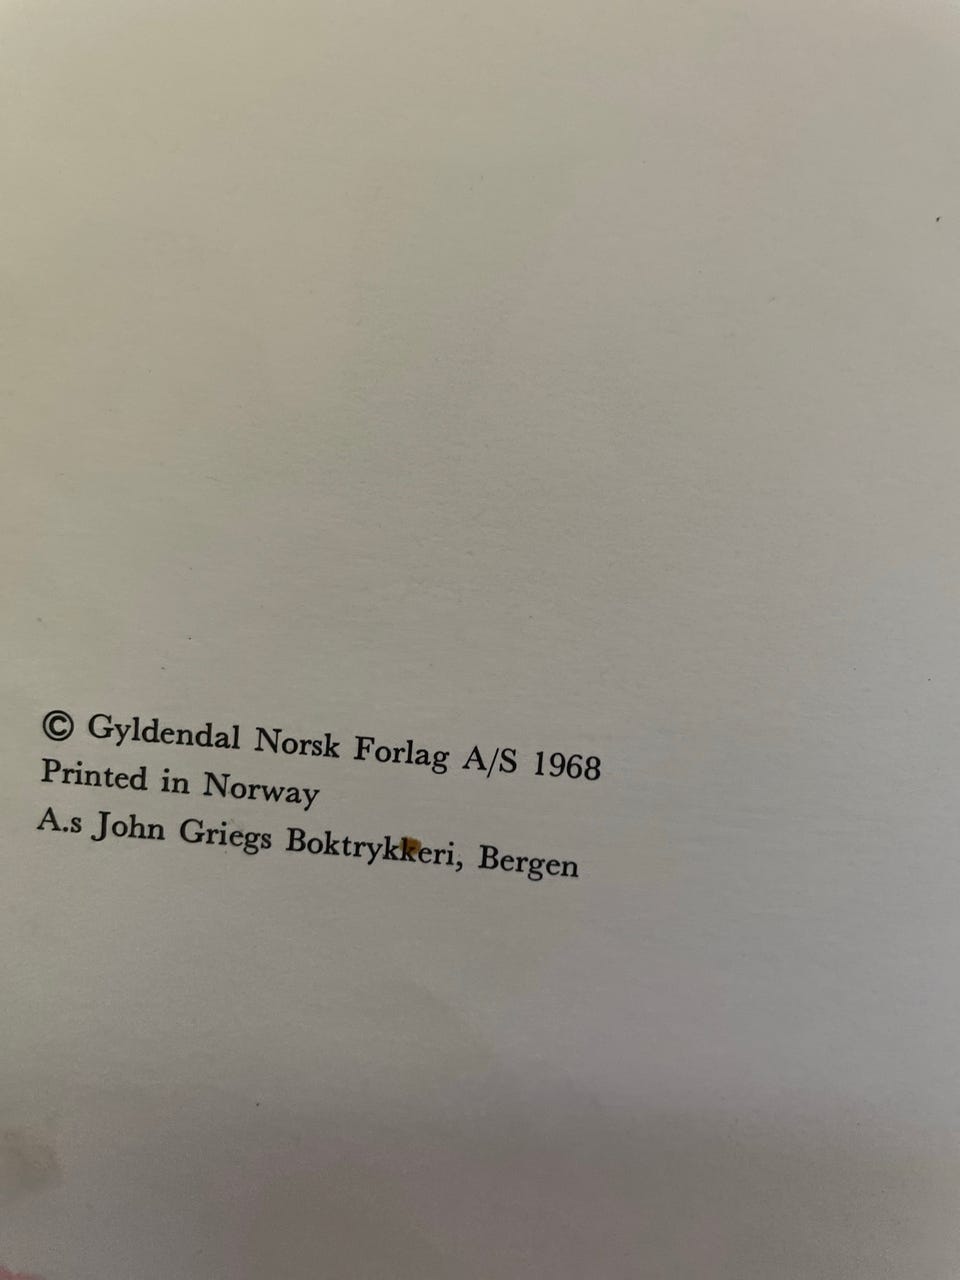 © Gyldendal Norsk Forlag A/S 1968
Printed in Norway
A.s John Griegs Boktrykkeri, Bergen